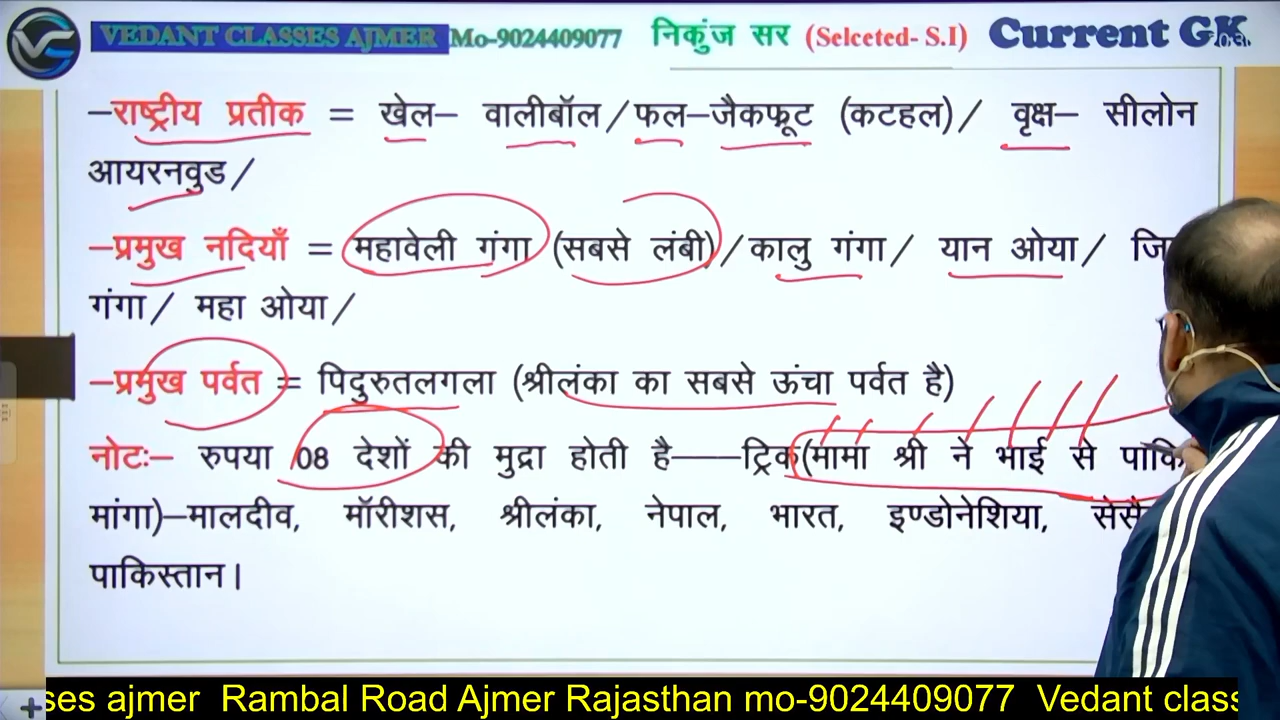 VEDANT CLASSES AJMER Mo-9024409077 निकुंज सर (Selceted- S.I) Current GK
–राष्ट्रीय प्रतीक = खेल– वालीबॉल/फल–जैकफ्रूट (कटहल)/ वृक्ष– सीलोन
आयरनवुड/
–प्रमुख नदियाँ = महावेली गंगा (सबसे लंबी)/कालु गंगा/ यान ओया/
गंगा/ महा ओया/
–प्रमुख पर्वत = पिदुरुतलगला (श्रीलंका का सबसे ऊंचा पर्वत है)
नोटः– रुपया 08 देशों की मुद्रा होती है——ट्रिक(मामा श्री ने भाई से
मांगा)–मालदीव, मॉरीशस, श्रीलंका, नेपाल, भारत, इण्डोनेशिया,
पाकिस्तान।
ses ajmer Rambal Road Ajmer Rajasthan mo-9024409077 Vedant class